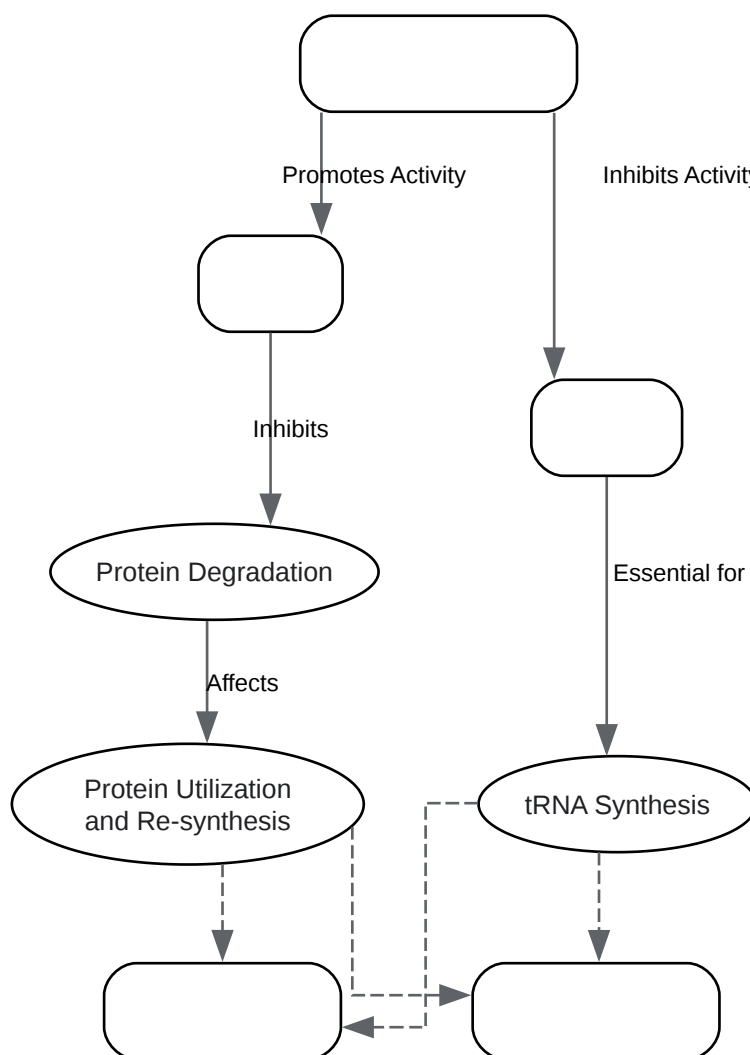 Promotes Activity
Inhibits Activity
Inhibits
Protein Degradation
Essential for
Affects
Protein Utilization
and Re-synthesis
tRNA Synthesis